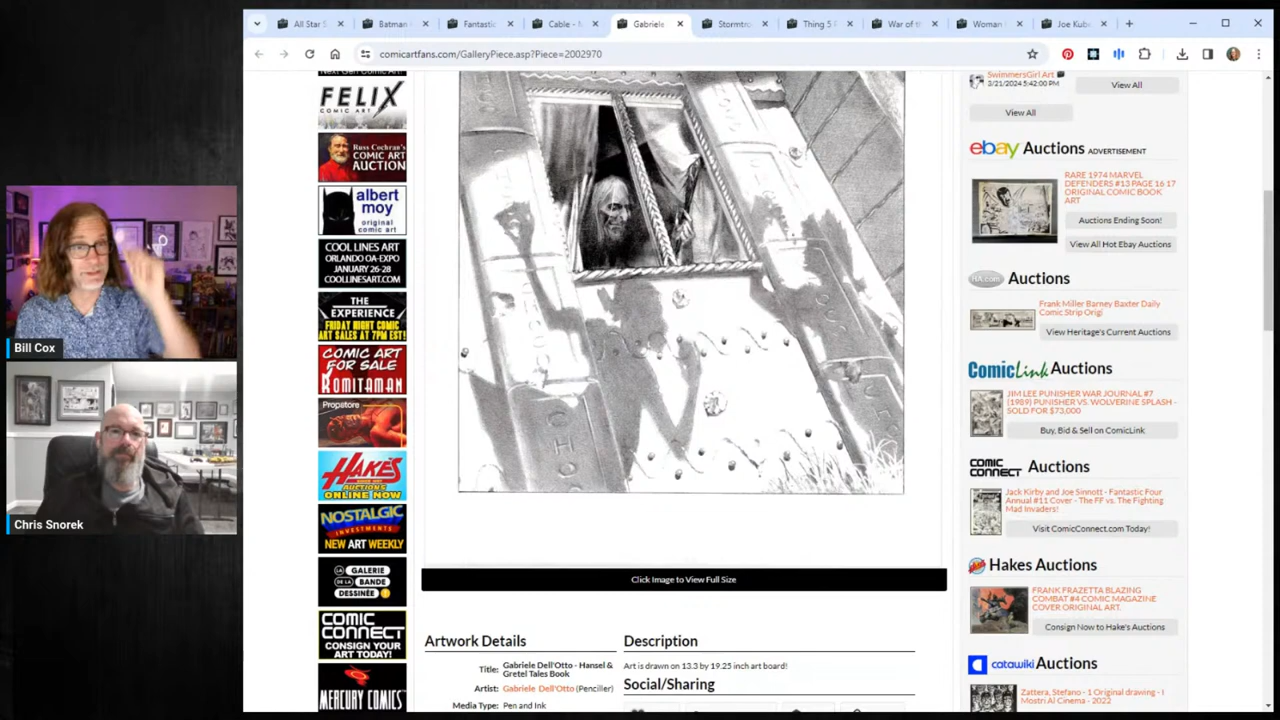 All Star S
Batman
Fantastic
Cable -
Gabriele
Stormtro
Thing 5
War of th
Woman
Joe Kube
comicartfans.com/GalleryPiece.asp?Piece=2002970
Next Gen Comic Art!
FELIX
COMIC ART
RUSS COCHRAN'S
COMIC ART
AUCTION
albert
moy
original
comic art
COOL LINES ART
ORLANDO OA-EXPO
JANUARY 26-28
COOLLINESART.COM
THE
EXPERIENCE
FRIDAY NIGHT COMIC
ART SALES AT 7PM EST!
COMIC ART
FOR SALE
ROMITAMAN
Propstore
HAKE'S
AUCTIONS
ONLINE NOW
NOSTALGIC
INVESTMENTS
NEW ART WEEKLY
LA GALERIE
DE LA BANDE
DESSINÉE
COMIC
CONNECT
CONSIGN YOUR
ART TODAY!
MERCURY COMICS
Bill Cox
Chris Snorek
Click Image to View Full Size
Artwork Details
Title: Gabriele Dell'Otto - Hansel &
Gretel Tales Book
Artist: Gabriele Dell'Otto (Penciller)
Media Type: Pen and Ink
Description
Art is drawn on 13.3 by 19.25 inch art board!
Social/Sharing
SwimmersGirl Art
3/21/2024 5:42:00 PM
View All
View All
ebay Auctions ADVERTISEMENT
RARE 1974 MARVEL
DEFENDERS #13 PAGE 16 17
ORIGINAL COMIC BOOK
ART
Auctions Ending Soon!
View All Hot Ebay Auctions
HA.com Auctions
Frank Miller Barney Baxter Daily
Comic Strip Origi
View Heritage's Current Auctions
ComicLink Auctions
JIM LEE PUNISHER WAR JOURNAL #7
(1989) PUNISHER VS. WOLVERINE SPLASH -
SOLD FOR $73,000
Buy, Bid & Sell on ComicLink
COMIC CONNECT Auctions
Jack Kirby and Joe Sinnott - Fantastic Four
Annual #11 Cover - The FF vs. The Fighting
Mad Invaders!
Visit ComicConnect.com Today!
Hakes Auctions
FRANK FRAZETTA BLAZING
COMBAT #4 COMIC MAGAZINE
COVER ORIGINAL ART.
Consign Now to Hake's Auctions
catawiki Auctions
Zattera, Stefano - 1 Original drawing - I
Mostri Al Cinema - 2022